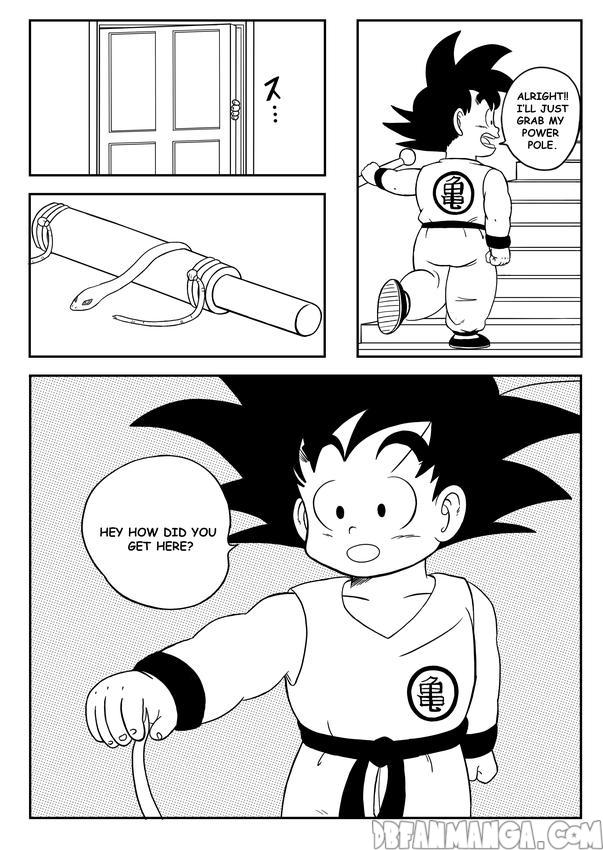 ス…
ALRIGHT!!
I'LL JUST
GRAB MY
POWER
POLE.
亀
HEY HOW DID YOU
GET HERE?
亀
DBFANMANGA.COM